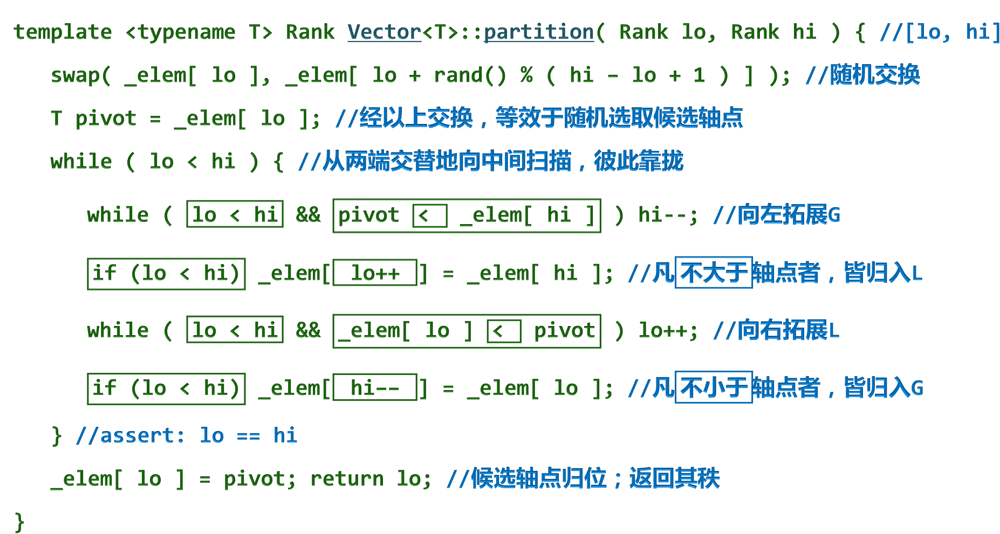 template <typename T> Rank Vector<T>::partition( Rank lo, Rank hi ) { //[lo, hi]
swap( _elem[ lo ], _elem[ lo + rand() % ( hi – lo + 1 ) ] ); //随机交换
T pivot = _elem[ lo ]; //经以上交换，等效于随机选取候选轴点
while ( lo < hi ) { //从两端交替地向中间扫描，彼此靠拢
while ( lo < hi && pivot < _elem[ hi ] ) hi--; //向左拓展G
if (lo < hi) _elem[ lo++ ] = _elem[ hi ]; //凡不大于轴点者，皆归入L
while ( lo < hi && _elem[ lo ] < pivot ) lo++; //向右拓展L
if (lo < hi) _elem[ hi–– ] = _elem[ lo ]; //凡不小于轴点者，皆归入G
} //assert: lo == hi
_elem[ lo ] = pivot; return lo; //候选轴点归位；返回其秩
}